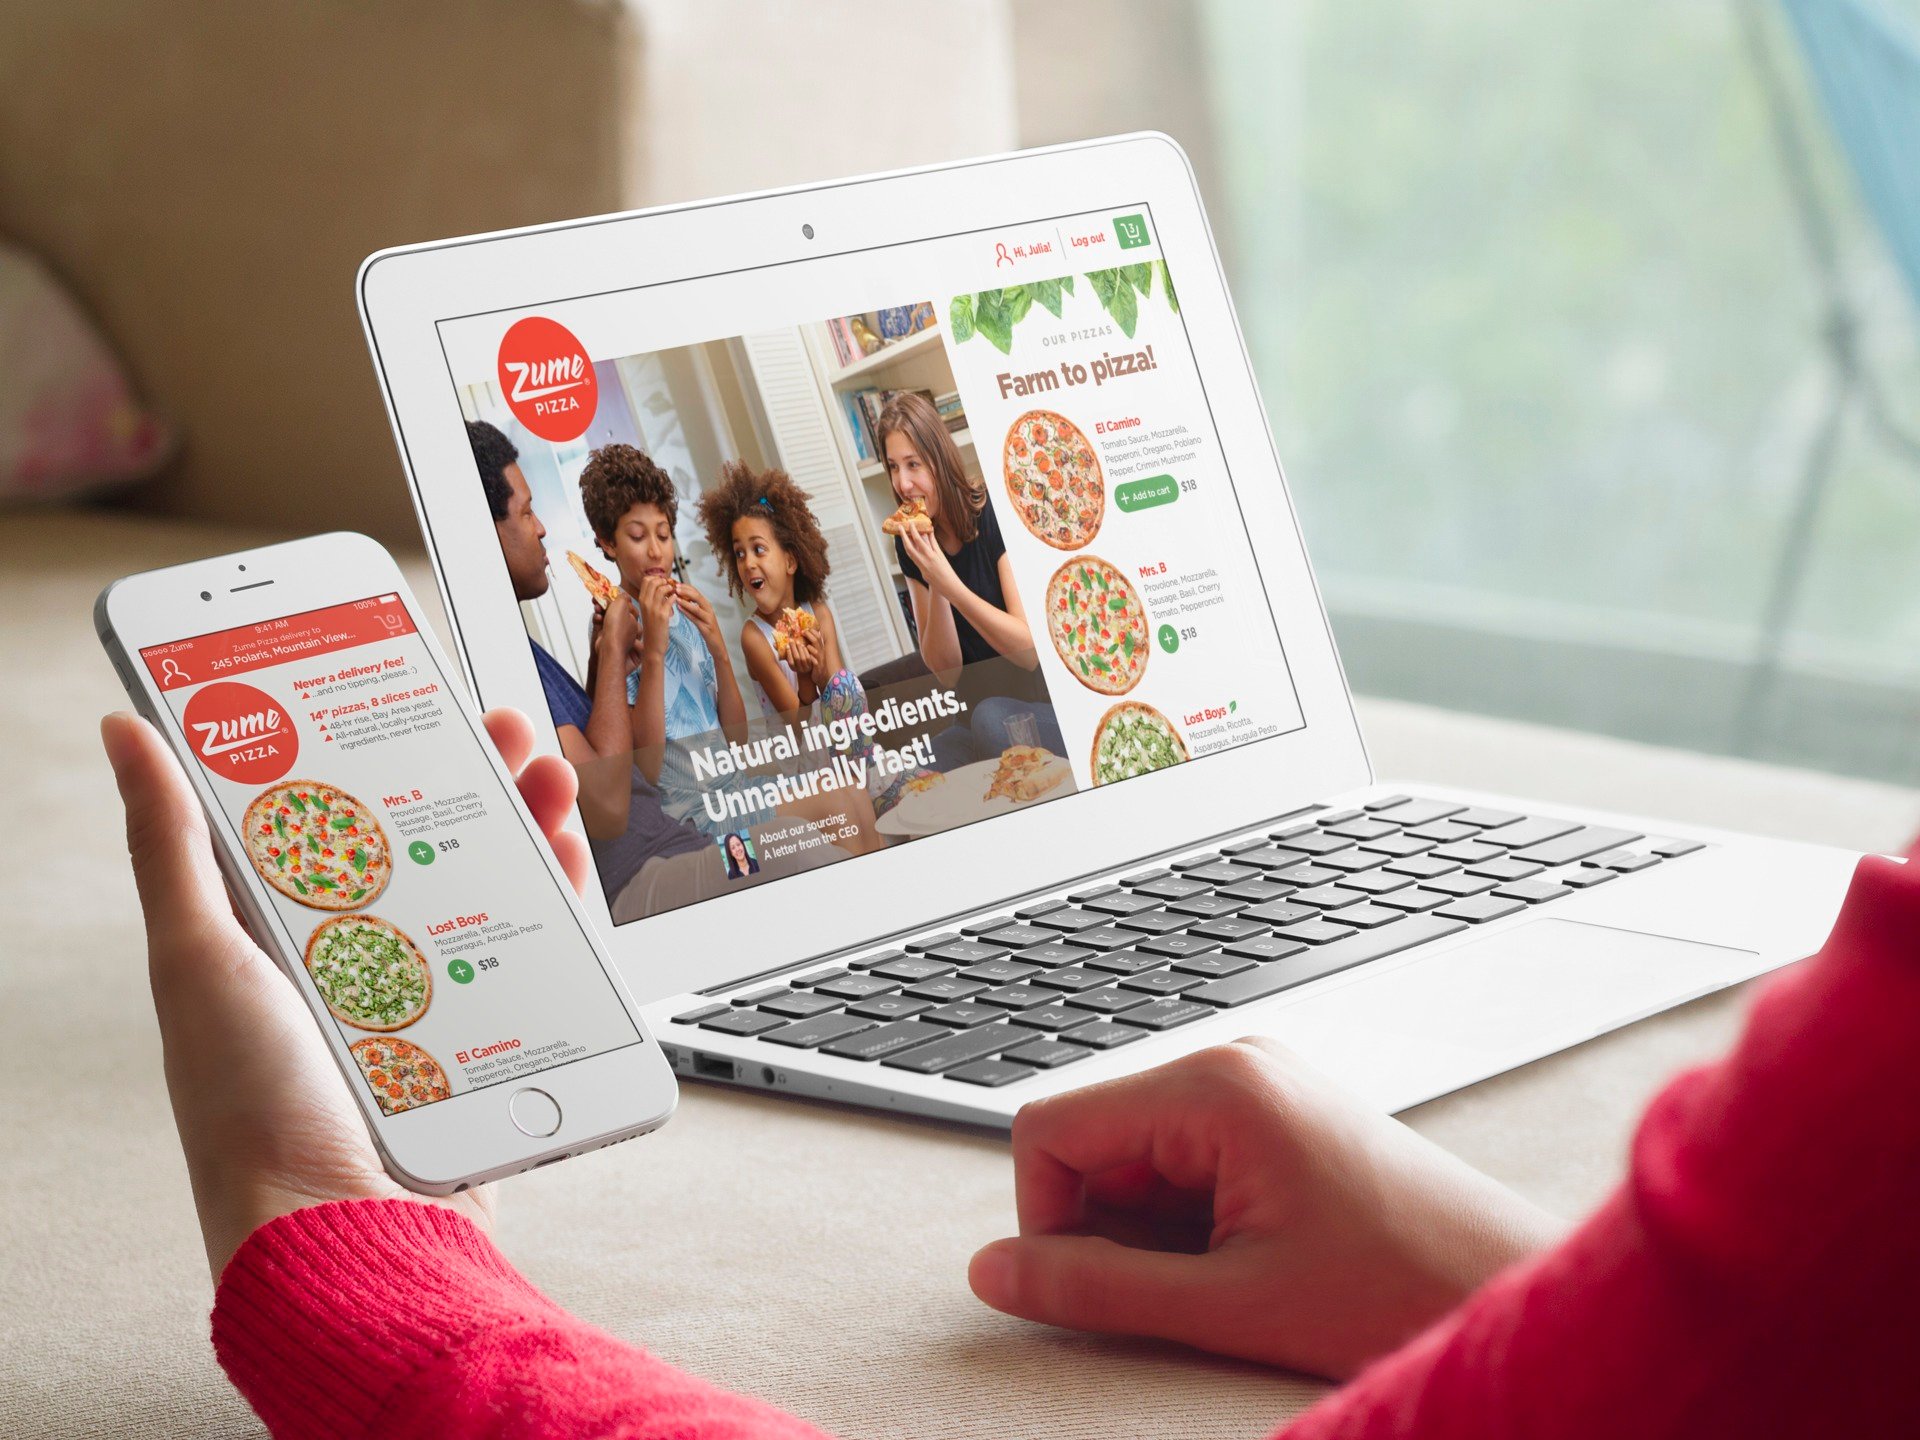 Hi, Julia!
Log out
3
Zume®
PIZZA
OUR PIZZAS
Farm to pizza!
El Camino
Tomato Sauce, Mozzarella,
Pepperoni, Oregano, Poblano
Pepper, Crimini Mushroom
+ Add to cart $18
Mrs. B
Provolone, Mozzarella,
Sausage, Basil, Cherry
Tomato, Pepperoncini
+ $18
Lost Boys
Mozzarella, Ricotta,
Asparagus, Arugula Pesto
Natural ingredients.
Unnaturally fast!
About our sourcing:
A letter from the CEO
Zume
9:41 AM
100%
Zume Pizza delivery to
245 Polaris, Mountain View...
0
Zume®
PIZZA
Never a delivery fee!
...and no tipping, please. :)
14" pizzas, 8 slices each
48-hr rise, Bay Area yeast
All-natural, locally-sourced
ingredients, never frozen
Mrs. B
Provolone, Mozzarella,
Sausage, Basil, Cherry
Tomato, Pepperoncini
+ $18
Lost Boys
Mozzarella, Ricotta,
Asparagus, Arugula Pesto
+ $18
El Camino
Tomato Sauce, Mozzarella,
Pepperoni, Oregano, Poblano
Pepper, Crimini Mushroom